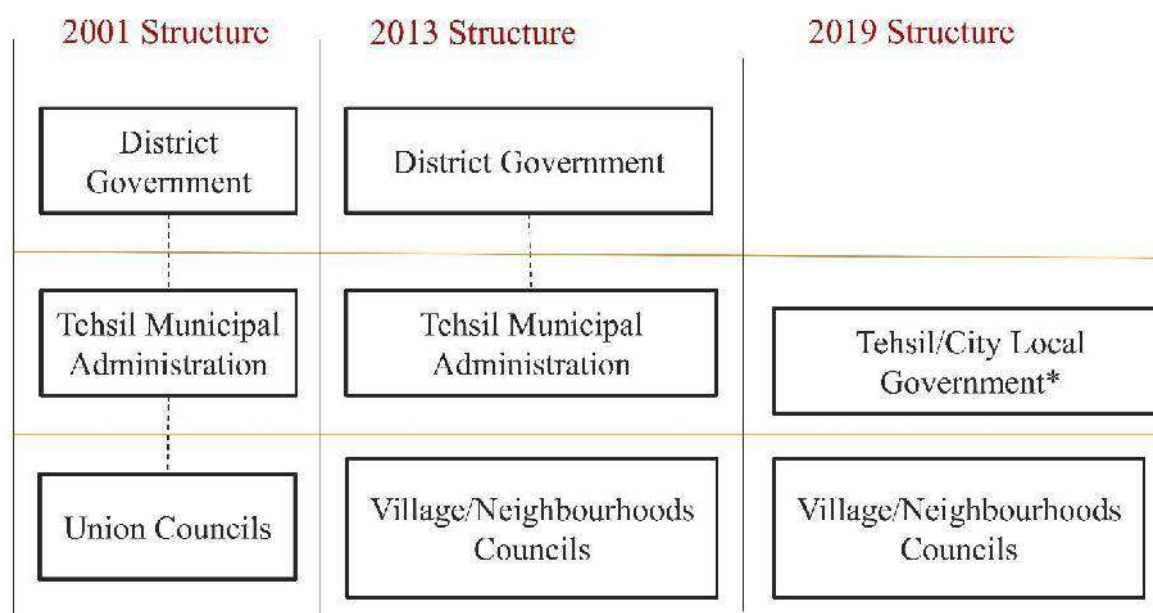 2001 Structure
2013 Structure
2019 Structure
District
Government
District Government
Tehsil Municipal
Administration
Tehsil Municipal
Administration
Tehsil/City Local
Government*
Union Councils
Village/Neighbourhoods
Councils
Village/Neighbourhoods
Councils